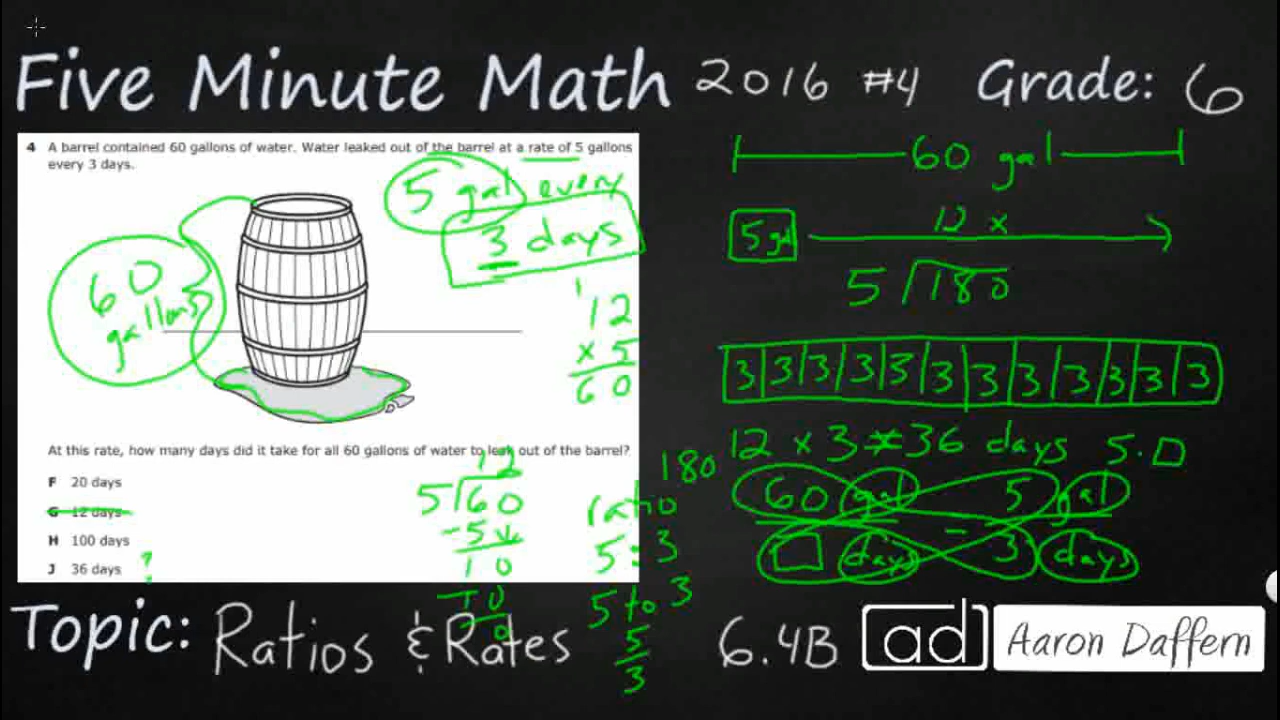 Five Minute Math 2016 #4 Grade: 6
4 A barrel contained 60 gallons of water. Water leaked out of the barrel at a rate of 5 gallons
every 3 days.
5 gal every
3 days
60
gallons
1
12
x 5
60
At this rate, how many days did it take for all 60 gallons of water to leak out of the barrel?
F 20 days
G 12 days
H 100 days
J 36 days ?
12
5 60
-5
10
-10
0
ratio
5:3
5 to 3
5
3
60 gal
5 gal 12 x
5 180
3 3 3 3 3 3 3 3 3 3 3 3
12 x 3 = 36 days 5·□
180
60 gal 5 gal
=
□ days 3 days
Topic: Ratios & Rates 6.4B ad Aaron Daffern